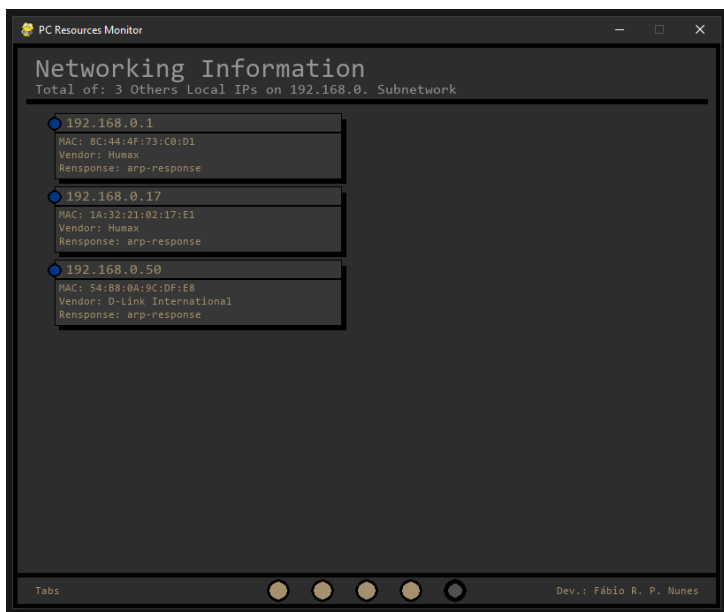 PC Resources Monitor
Networking Information
Total of: 3 Others Local IPs on 192.168.0. Subnetwork
192.168.0.1
MAC: 8C:44:4F:73:C0:D1
Vendor: Humax
Rensponse: arp-response
192.168.0.17
MAC: 1A:32:21:02:17:E1
Vendor: Humax
Rensponse: arp-response
192.168.0.50
MAC: 54:B8:0A:9C:DF:E8
Vendor: D-Link International
Rensponse: arp-response
Tabs
Dev.: Fábio R. P. Nunes